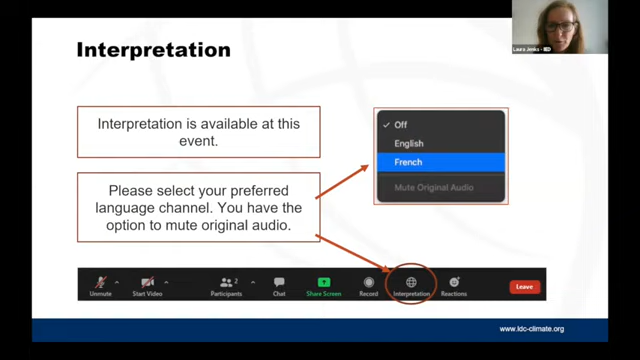 Interpretation
Laura Jenks -
Interpretation is available at this
event.
Please select your preferred
language channel. You have the
option to mute original audio.
Off
English
French
Mute Original Audio
Unmute
Start Video
2
Participants
Chat
Share Screen
Record
Interpretation
Reactions
Leave
www.ldc-climate.org